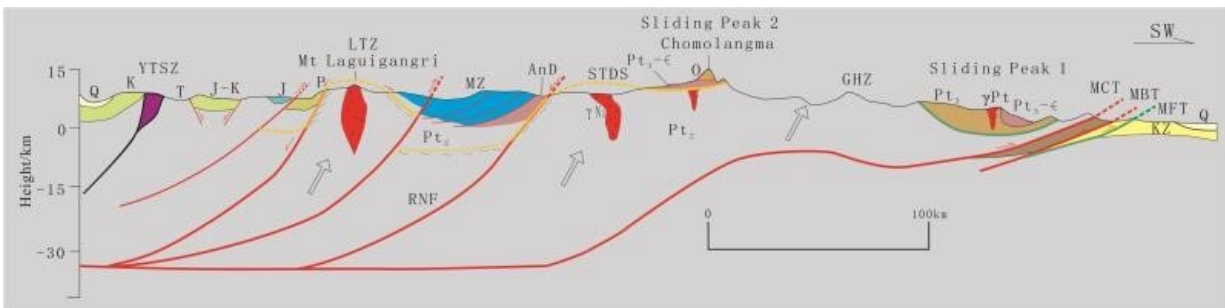 Sliding Peak 2
Chomolangma
SW
LTZ
Mt Laguigangri
YTSZ
AnD
STDS
Pt₃-€
O
GHZ
Sliding Peak 1
MCT
MBT
MFT
15
0
-15
-30
Height/km
Q
K
T
J-K
J
P
MZ
Pt₂
γN₁
Pt₂
Pt₃
γPt
Pt₃-€
KZ
Q
RNF
0
100km